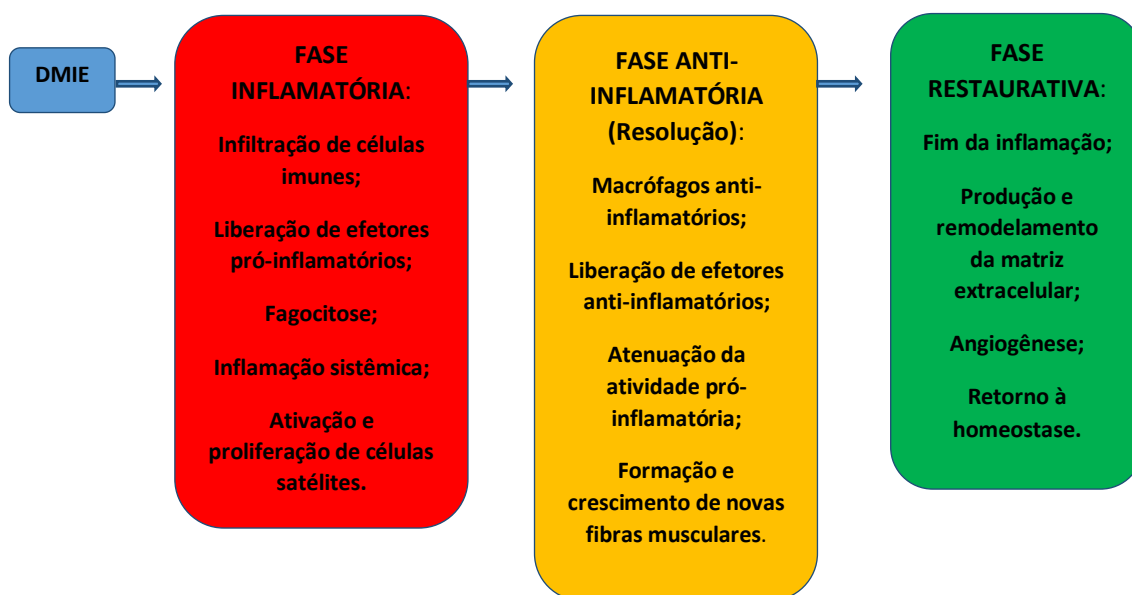 DMIE
FASE
INFLAMATÓRIA:
Infiltração de células
imunes;
Liberação de efetores
pró-inflamatórios;
Fagocitose;
Inflamação sistêmica;
Ativação e
proliferação de células
satélites.
FASE ANTI-
INFLAMATÓRIA
(Resolução):
Macrófagos anti-
inflamatórios;
Liberação de efetores
anti-inflamatórios;
Atenuação da
atividade pró-
inflamatória;
Formação e
crescimento de novas
fibras musculares.
FASE
RESTAURATIVA:
Fim da inflamação;
Produção e
remodelamento
da matriz
extracelular;
Angiogênese;
Retorno à
homeostase.